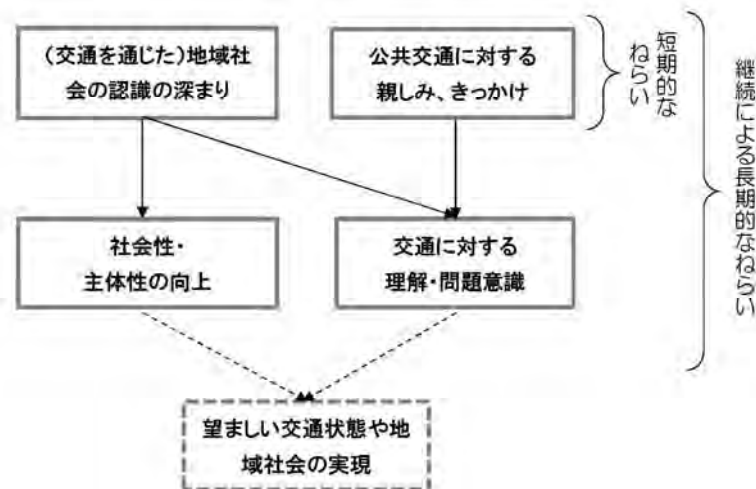 （交通を通じた）地域社
会の認識の深まり
公共交通に対する
親しみ、きっかけ
短期的な
ねらい
継続による長期的なねらい
社会性・
主体性の向上
交通に対する
理解・問題意識
望ましい交通状態や地
域社会の実現